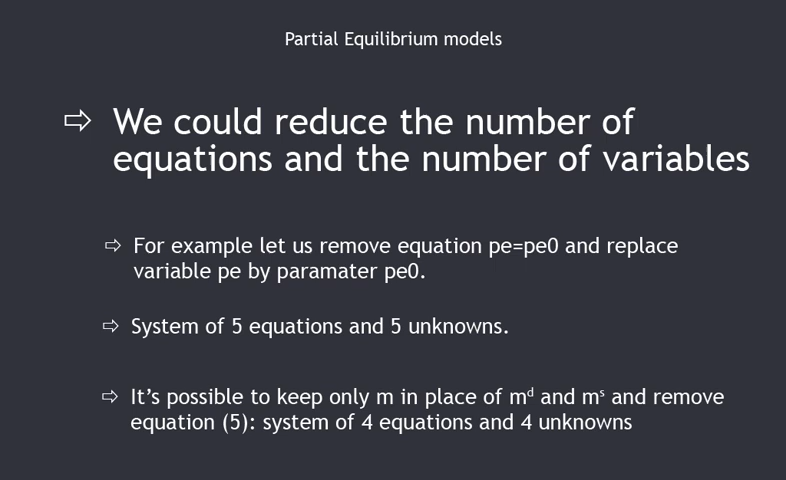 Partial Equilibrium models
⇨ We could reduce the number of
equations and the number of variables
⇨ For example let us remove equation pe=pe0 and replace
variable pe by paramater pe0.
⇨ System of 5 equations and 5 unknowns.
⇨ It’s possible to keep only m in place of mᵈ and mˢ and remove
equation (5): system of 4 equations and 4 unknowns